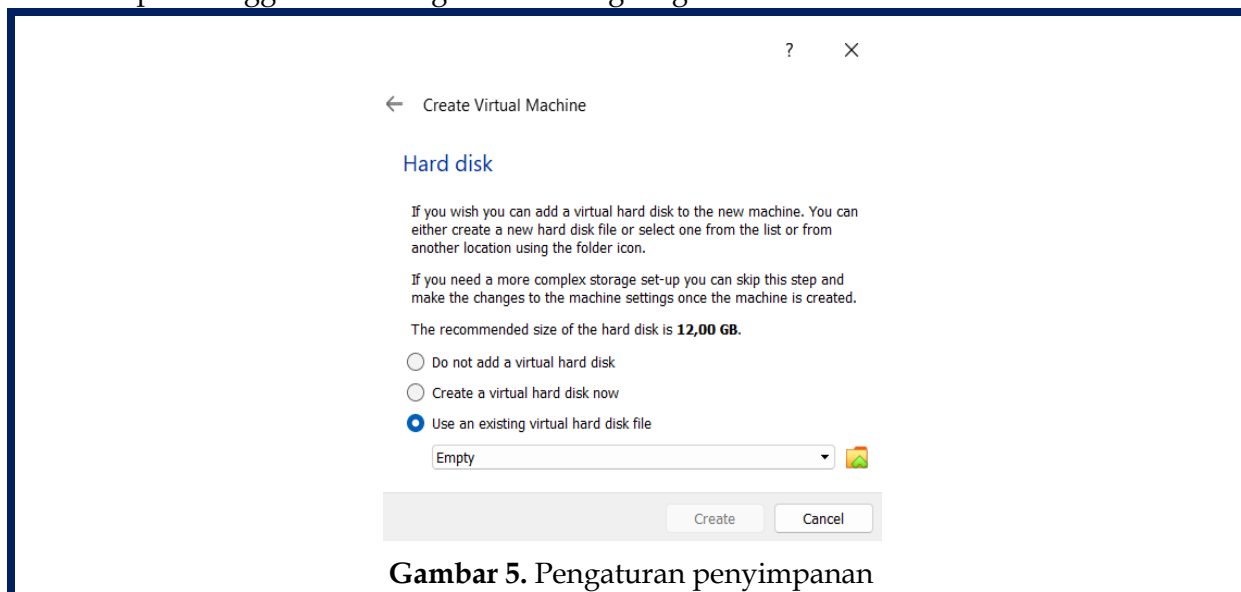 ? ×
← Create Virtual Machine
Hard disk
If you wish you can add a virtual hard disk to the new machine. You can
either create a new hard disk file or select one from the list or from
another location using the folder icon.
If you need a more complex storage set-up you can skip this step and
make the changes to the machine settings once the machine is created.
The recommended size of the hard disk is 12,00 GB.
Do not add a virtual hard disk
Create a virtual hard disk now
Use an existing virtual hard disk file
Empty
Create Cancel
Gambar 5. Pengaturan penyimpanan